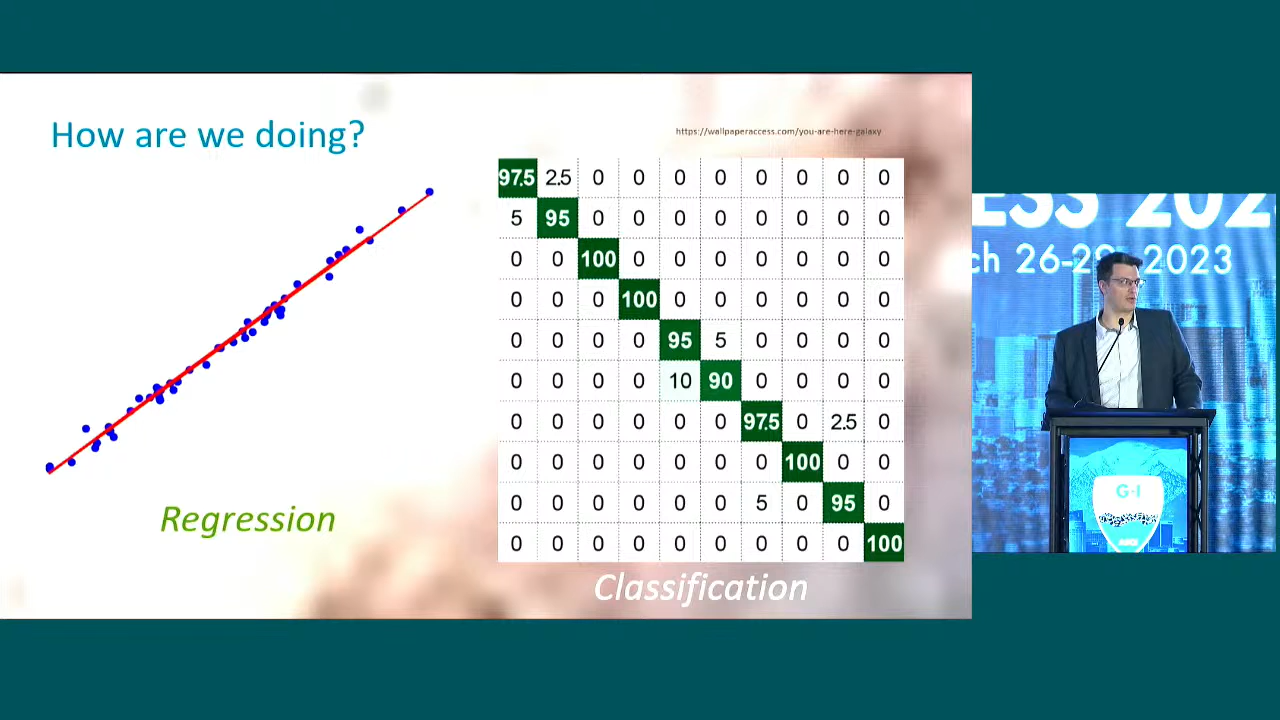 How are we doing?
https://wallpaperaccess.com/you-are-here-galaxy
97.5 2.5 0 0 0 0 0 0 0 0
5 95 0 0 0 0 0 0 0 0
0 0 100 0 0 0 0 0 0 0
0 0 0 100 0 0 0 0 0 0
0 0 0 0 95 5 0 0 0 0
0 0 0 0 10 90 0 0 0 0
0 0 0 0 0 0 97.5 0 2.5 0
0 0 0 0 0 0 0 100 0 0
0 0 0 0 0 0 5 0 95 0
0 0 0 0 0 0 0 0 0 100
Regression
Classification
ESS 202
ch 26-29, 2023
G·I